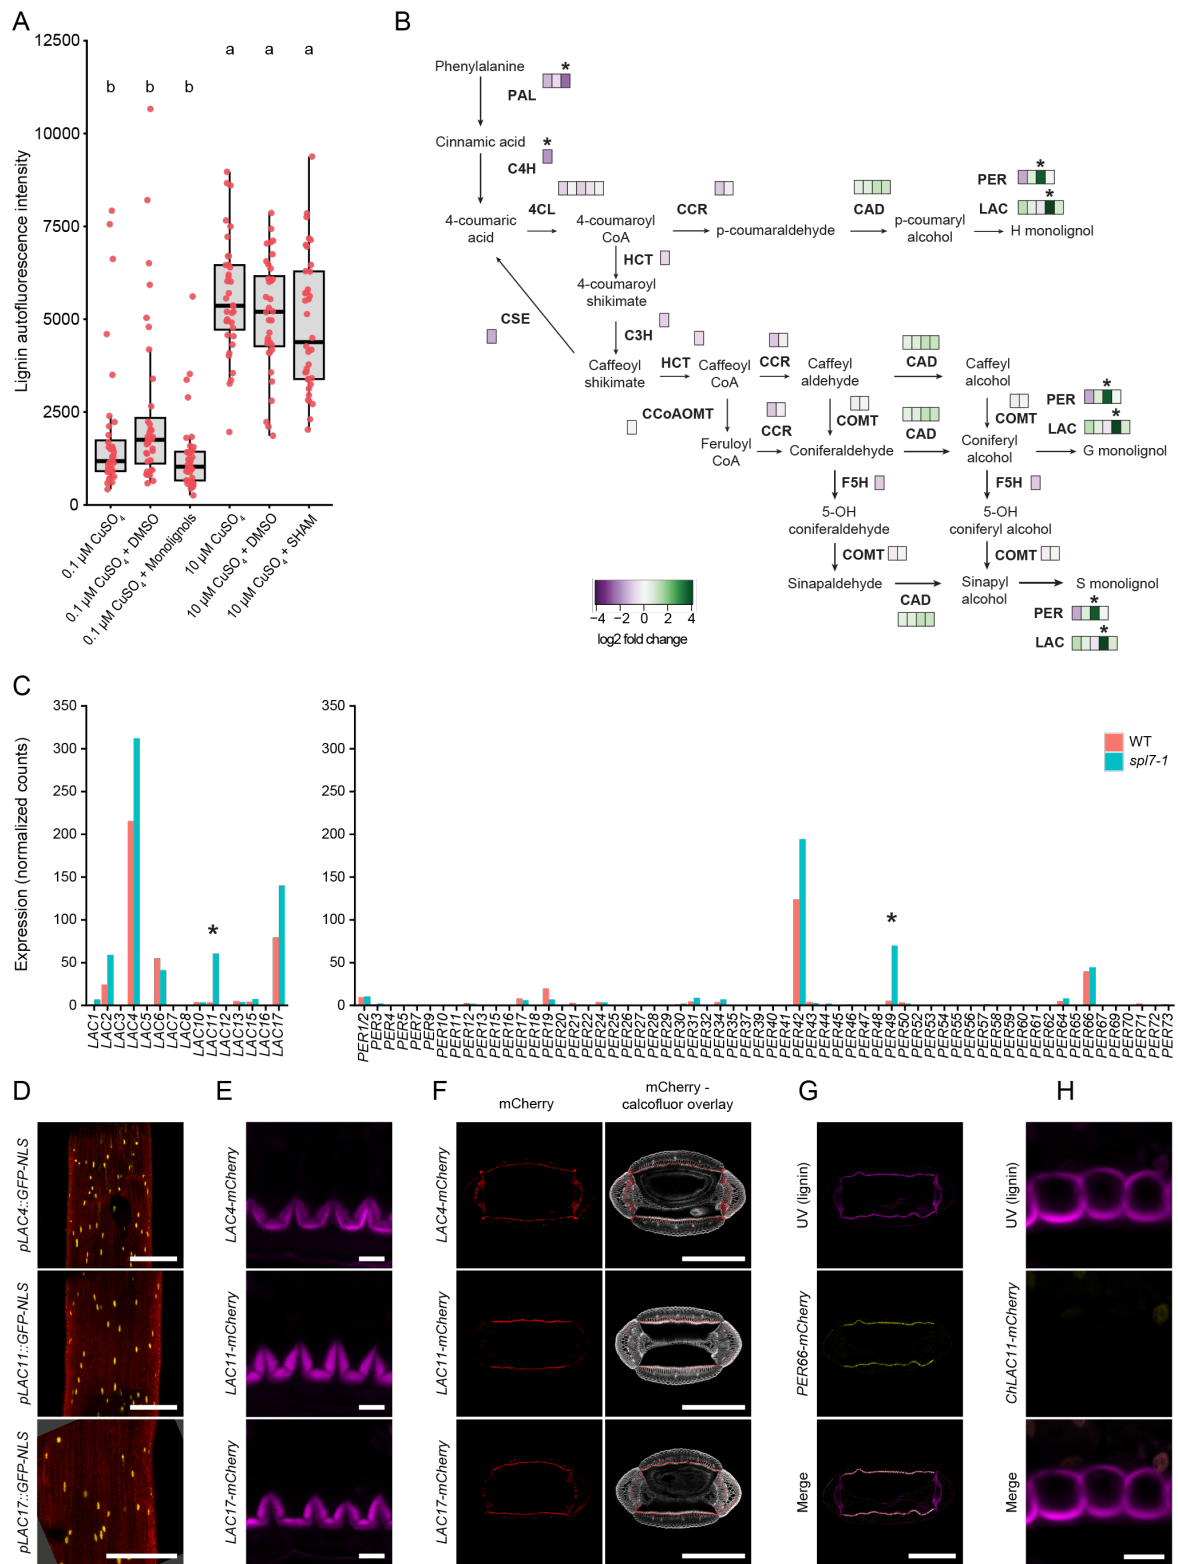 A
12500
10000
7500
5000
2500
0
Lignin autofluorescence intensity
b b b a a a
0.1 µM CuSO₄
0.1 µM CuSO₄ + DMSO
0.1 µM CuSO₄ + Monolignols
10 µM CuSO₄
10 µM CuSO₄ + DMSO
10 µM CuSO₄ + SHAM
B
Phenylalanine
*
PAL
Cinnamic acid
*
C4H
4-coumaric
acid
4CL
4-coumaroyl
CoA
CCR
p-coumaraldehyde
CAD
p-coumaryl
alcohol
PER
*
LAC
*
H monolignol
HCT
4-coumaroyl
shikimate
CSE
C3H
Caffeoyl
shikimate
HCT
Caffeoyl
CoA
CCR
Caffeyl
aldehyde
CAD
Caffeyl
alcohol
CCoAOMT
CCR
COMT
CAD
COMT
PER
*
LAC
*
Feruloyl
CoA
Coniferaldehyde
Coniferyl
alcohol
G monolignol
F5H
F5H
5-OH
coniferaldehyde
5-OH
coniferyl alcohol
COMT
COMT
Sinapaldehyde
CAD
Sinapyl
alcohol
S monolignol
PER
*
LAC
*
−4 −2 0 2 4
log2 fold change
C
Expression (normalized counts)
350
300
250
200
150
100
50
0
*
LAC1
LAC2
LAC3
LAC4
LAC5
LAC6
LAC7
LAC8
LAC10
LAC11
LAC12
LAC13
LAC15
LAC16
LAC17
350
300
250
200
150
100
50
0
*
WT
spl7-1
PER1/2
PER3
PER4
PER5
PER7
PER9
PER10
PER11
PER12
PER13
PER15
PER16
PER17
PER18
PER19
PER20
PER21
PER22
PER24
PER25
PER26
PER27
PER28
PER29
PER30
PER31
PER32
PER34
PER35
PER37
PER39
PER40
PER41
PER42
PER43
PER44
PER45
PER46
PER47
PER48
PER49
PER50
PER52
PER53
PER54
PER55
PER56
PER57
PER58
PER59
PER60
PER61
PER62
PER64
PER65
PER66
PER67
PER69
PER70
PER71
PER72
PER73
D
pLAC4::GFP-NLS
pLAC11::GFP-NLS
pLAC17::GFP-NLS
E
LAC4-mCherry
LAC11-mCherry
LAC17-mCherry
F
mCherry
mCherry -
calcofluor overlay
LAC4-mCherry
LAC11-mCherry
LAC17-mCherry
G
UV (lignin)
PER66-mCherry
Merge
H
UV (lignin)
ChLAC11-mCherry
Merge